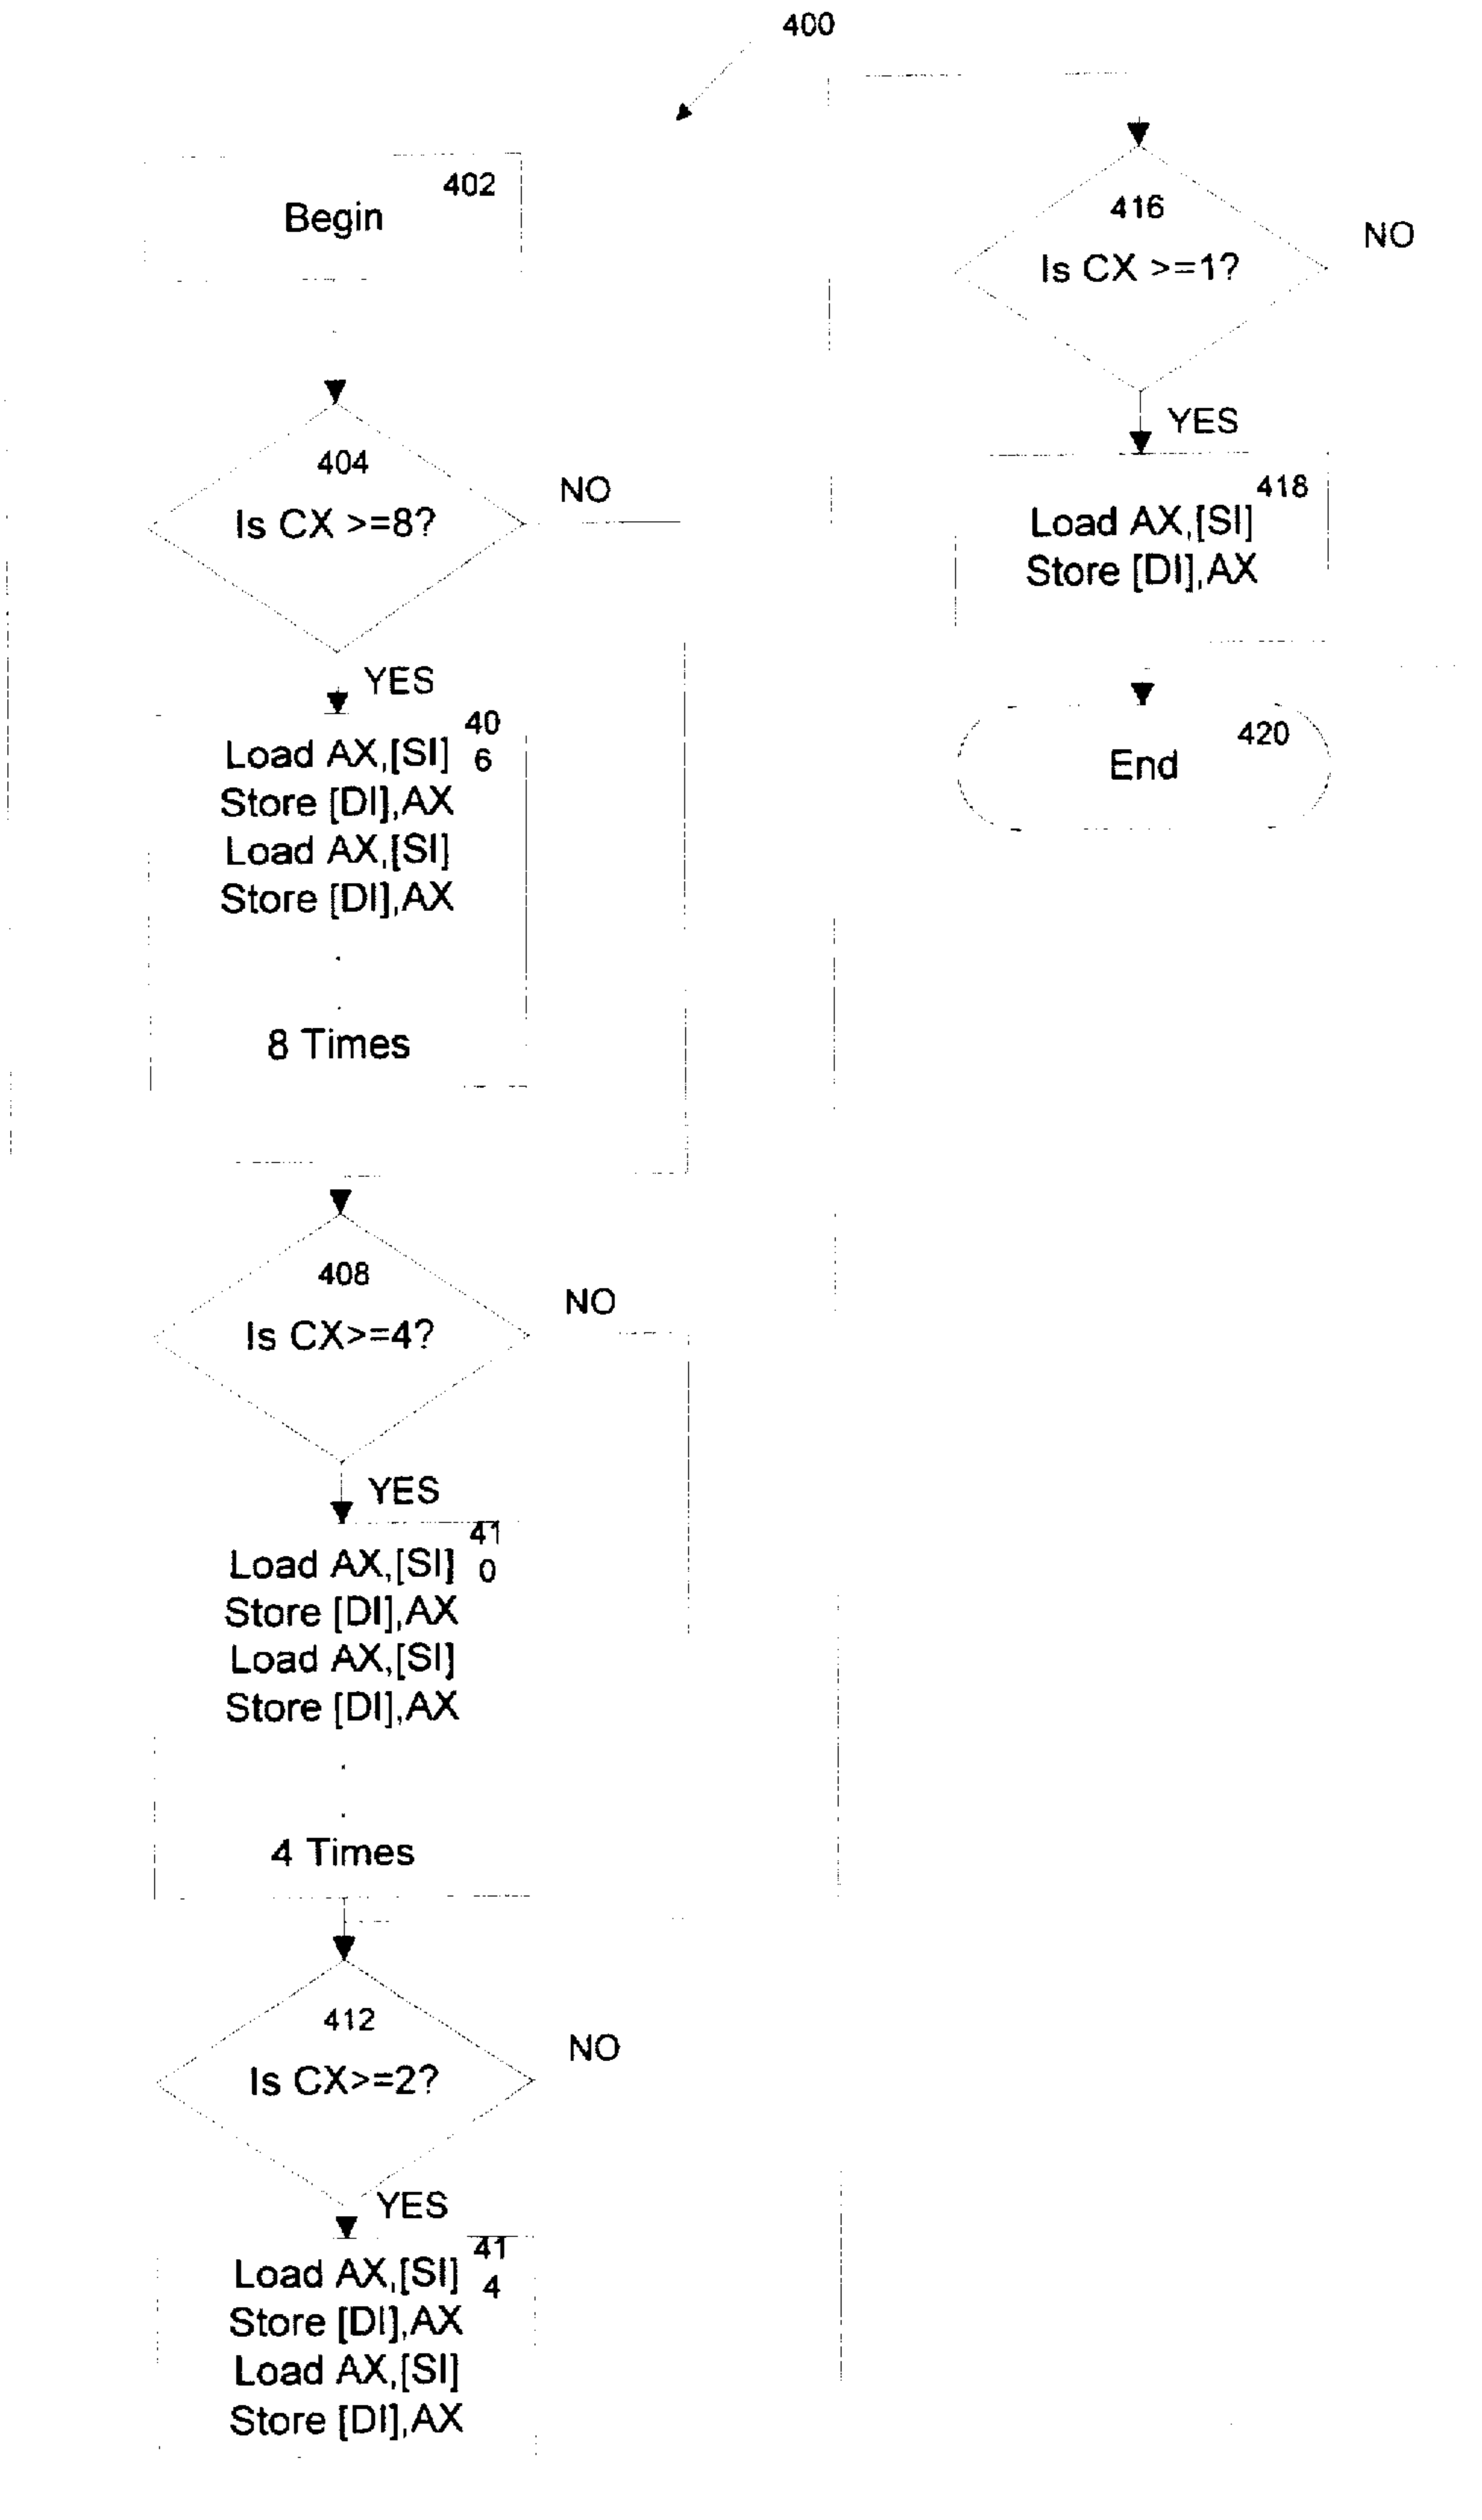 400
402
Begin
404
Is CX >=8?
NO
YES
40
6
Load AX,[SI]
Store [DI],AX
Load AX,[SI]
Store [DI],AX
.
.
8 Times
408
Is CX>=4?
NO
YES
41
0
Load AX,[SI]
Store [DI],AX
Load AX,[SI]
Store [DI],AX
.
.
4 Times
412
Is CX>=2?
NO
YES
41
4
Load AX,[SI]
Store [DI],AX
Load AX,[SI]
Store [DI],AX
416
Is CX >=1?
NO
YES
418
Load AX,[SI]
Store [DI],AX
420
End